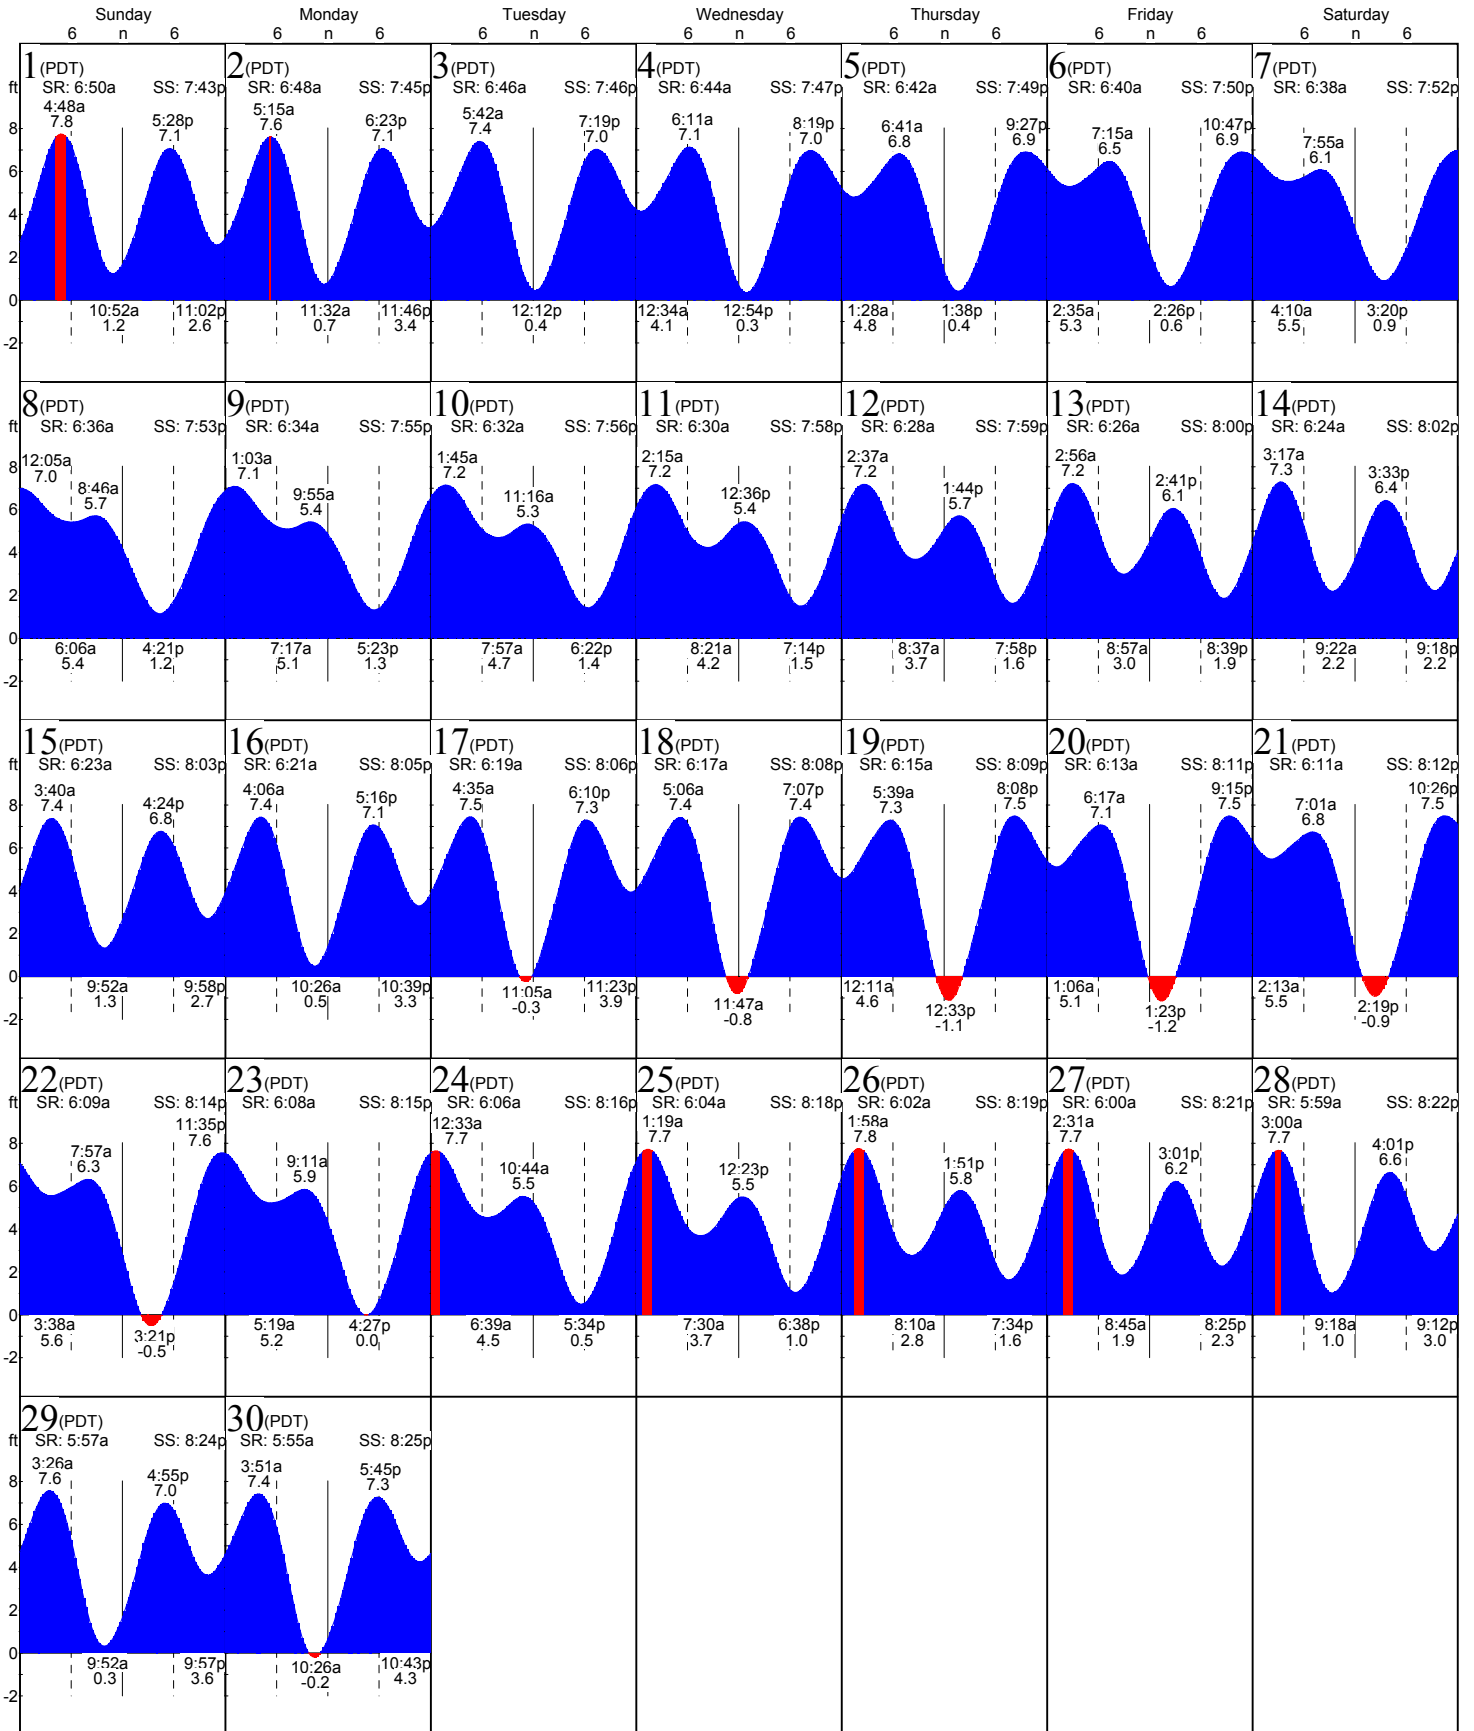 Sunday Monday Tuesday Wednesday Thursday Friday Saturday
6 n 6 6 n 6 6 n 6 6 n 6 6 n 6 6 n 6 6 n 6
1(PDT) 2(PDT) 3(PDT) 4(PDT) 5(PDT) 6(PDT) 7(PDT)
ft SR: 6:50a SS: 7:43p SR: 6:48a SS: 7:45p SR: 6:46a SS: 7:46p SR: 6:44a SS: 7:47p SR: 6:42a SS: 7:49p SR: 6:40a SS: 7:50p SR: 6:38a SS: 7:52p
4:48a 5:28p 5:15a 6:23p 5:42a 7:19p 6:11a 8:19p 6:41a 9:27p 7:15a 10:47p 7:55a
7.8 7.1 7.6 7.1 7.4 7.0 7.1 7.0 6.8 6.9 6.5 6.9 6.1
8
6
4
2
0
10:52a 11:02p 11:32a 11:46p 12:12p 12:34a 12:54p 1:28a 1:38p 2:35a 2:26p 4:10a 3:20p
1.2 2.6 0.7 3.4 0.4 4.1 0.3 4.8 0.4 5.3 0.6 5.5 0.9
-2
8(PDT) 9(PDT) 10(PDT) 11(PDT) 12(PDT) 13(PDT) 14(PDT)
ft SR: 6:36a SS: 7:53p SR: 6:34a SS: 7:55p SR: 6:32a SS: 7:56p SR: 6:30a SS: 7:58p SR: 6:28a SS: 7:59p SR: 6:26a SS: 8:00p SR: 6:24a SS: 8:02p
12:05a 8:46a 1:03a 9:55a 1:45a 11:16a 2:15a 12:36p 2:37a 1:44p 2:56a 2:41p 3:17a 3:33p
7.0 5.7 7.1 5.4 7.2 5.3 7.2 5.4 7.2 5.7 7.2 6.1 7.3 6.4
8
6
4
2
0
6:06a 4:21p 7:17a 5:23p 7:57a 6:22p 8:21a 7:14p 8:37a 7:58p 8:57a 8:39p 9:22a 9:18p
5.4 1.2 5.1 1.3 4.7 1.4 4.2 1.5 3.7 1.6 3.0 1.9 2.2 2.2
-2
15(PDT) 16(PDT) 17(PDT) 18(PDT) 19(PDT) 20(PDT) 21(PDT)
ft SR: 6:23a SS: 8:03p SR: 6:21a SS: 8:05p SR: 6:19a SS: 8:06p SR: 6:17a SS: 8:08p SR: 6:15a SS: 8:09p SR: 6:13a SS: 8:11p SR: 6:11a SS: 8:12p
3:40a 4:24p 4:06a 5:16p 4:35a 6:10p 5:06a 7:07p 5:39a 8:08p 6:17a 9:15p 7:01a 10:26p
7.4 6.8 7.4 7.1 7.5 7.3 7.4 7.4 7.3 7.5 7.1 7.5 6.8 7.5
8
6
4
2
0
9:52a 9:58p 10:26a 10:39p 11:05a 11:23p 11:47a 12:11a 12:33p 1:06a 1:23p 2:13a 2:19p
1.3 2.7 0.5 3.3 -0.3 3.9 -0.8 4.6 -1.1 5.1 -1.2 5.5 -0.9
-2
22(PDT) 23(PDT) 24(PDT) 25(PDT) 26(PDT) 27(PDT) 28(PDT)
ft SR: 6:09a SS: 8:14p SR: 6:08a SS: 8:15p SR: 6:06a SS: 8:16p SR: 6:04a SS: 8:18p SR: 6:02a SS: 8:19p SR: 6:00a SS: 8:21p SR: 5:59a SS: 8:22p
7:57a 11:35p 9:11a 12:33a 10:44a 1:19a 12:23p 1:58a 1:51p 2:31a 3:01p 3:00a 4:01p
6.3 7.6 5.9 7.7 5.5 7.7 5.5 7.8 5.8 7.7 6.2 7.7 6.6
8
6
4
2
0
3:38a 3:21p 5:19a 4:27p 6:39a 5:34p 7:30a 6:38p 8:10a 7:34p 8:45a 8:25p 9:18a 9:12p
5.6 -0.5 5.2 0.0 4.5 0.5 3.7 1.0 2.8 1.6 1.9 2.3 1.0 3.0
-2
29(PDT) 30(PDT)
ft SR: 5:57a SS: 8:24p SR: 5:55a SS: 8:25p
3:26a 4:55p 3:51a 5:45p
7.6 7.0 7.4 7.3
8
6
4
2
0
9:52a 9:57p 10:26a 10:43p
0.3 3.6 -0.2 4.3
-2